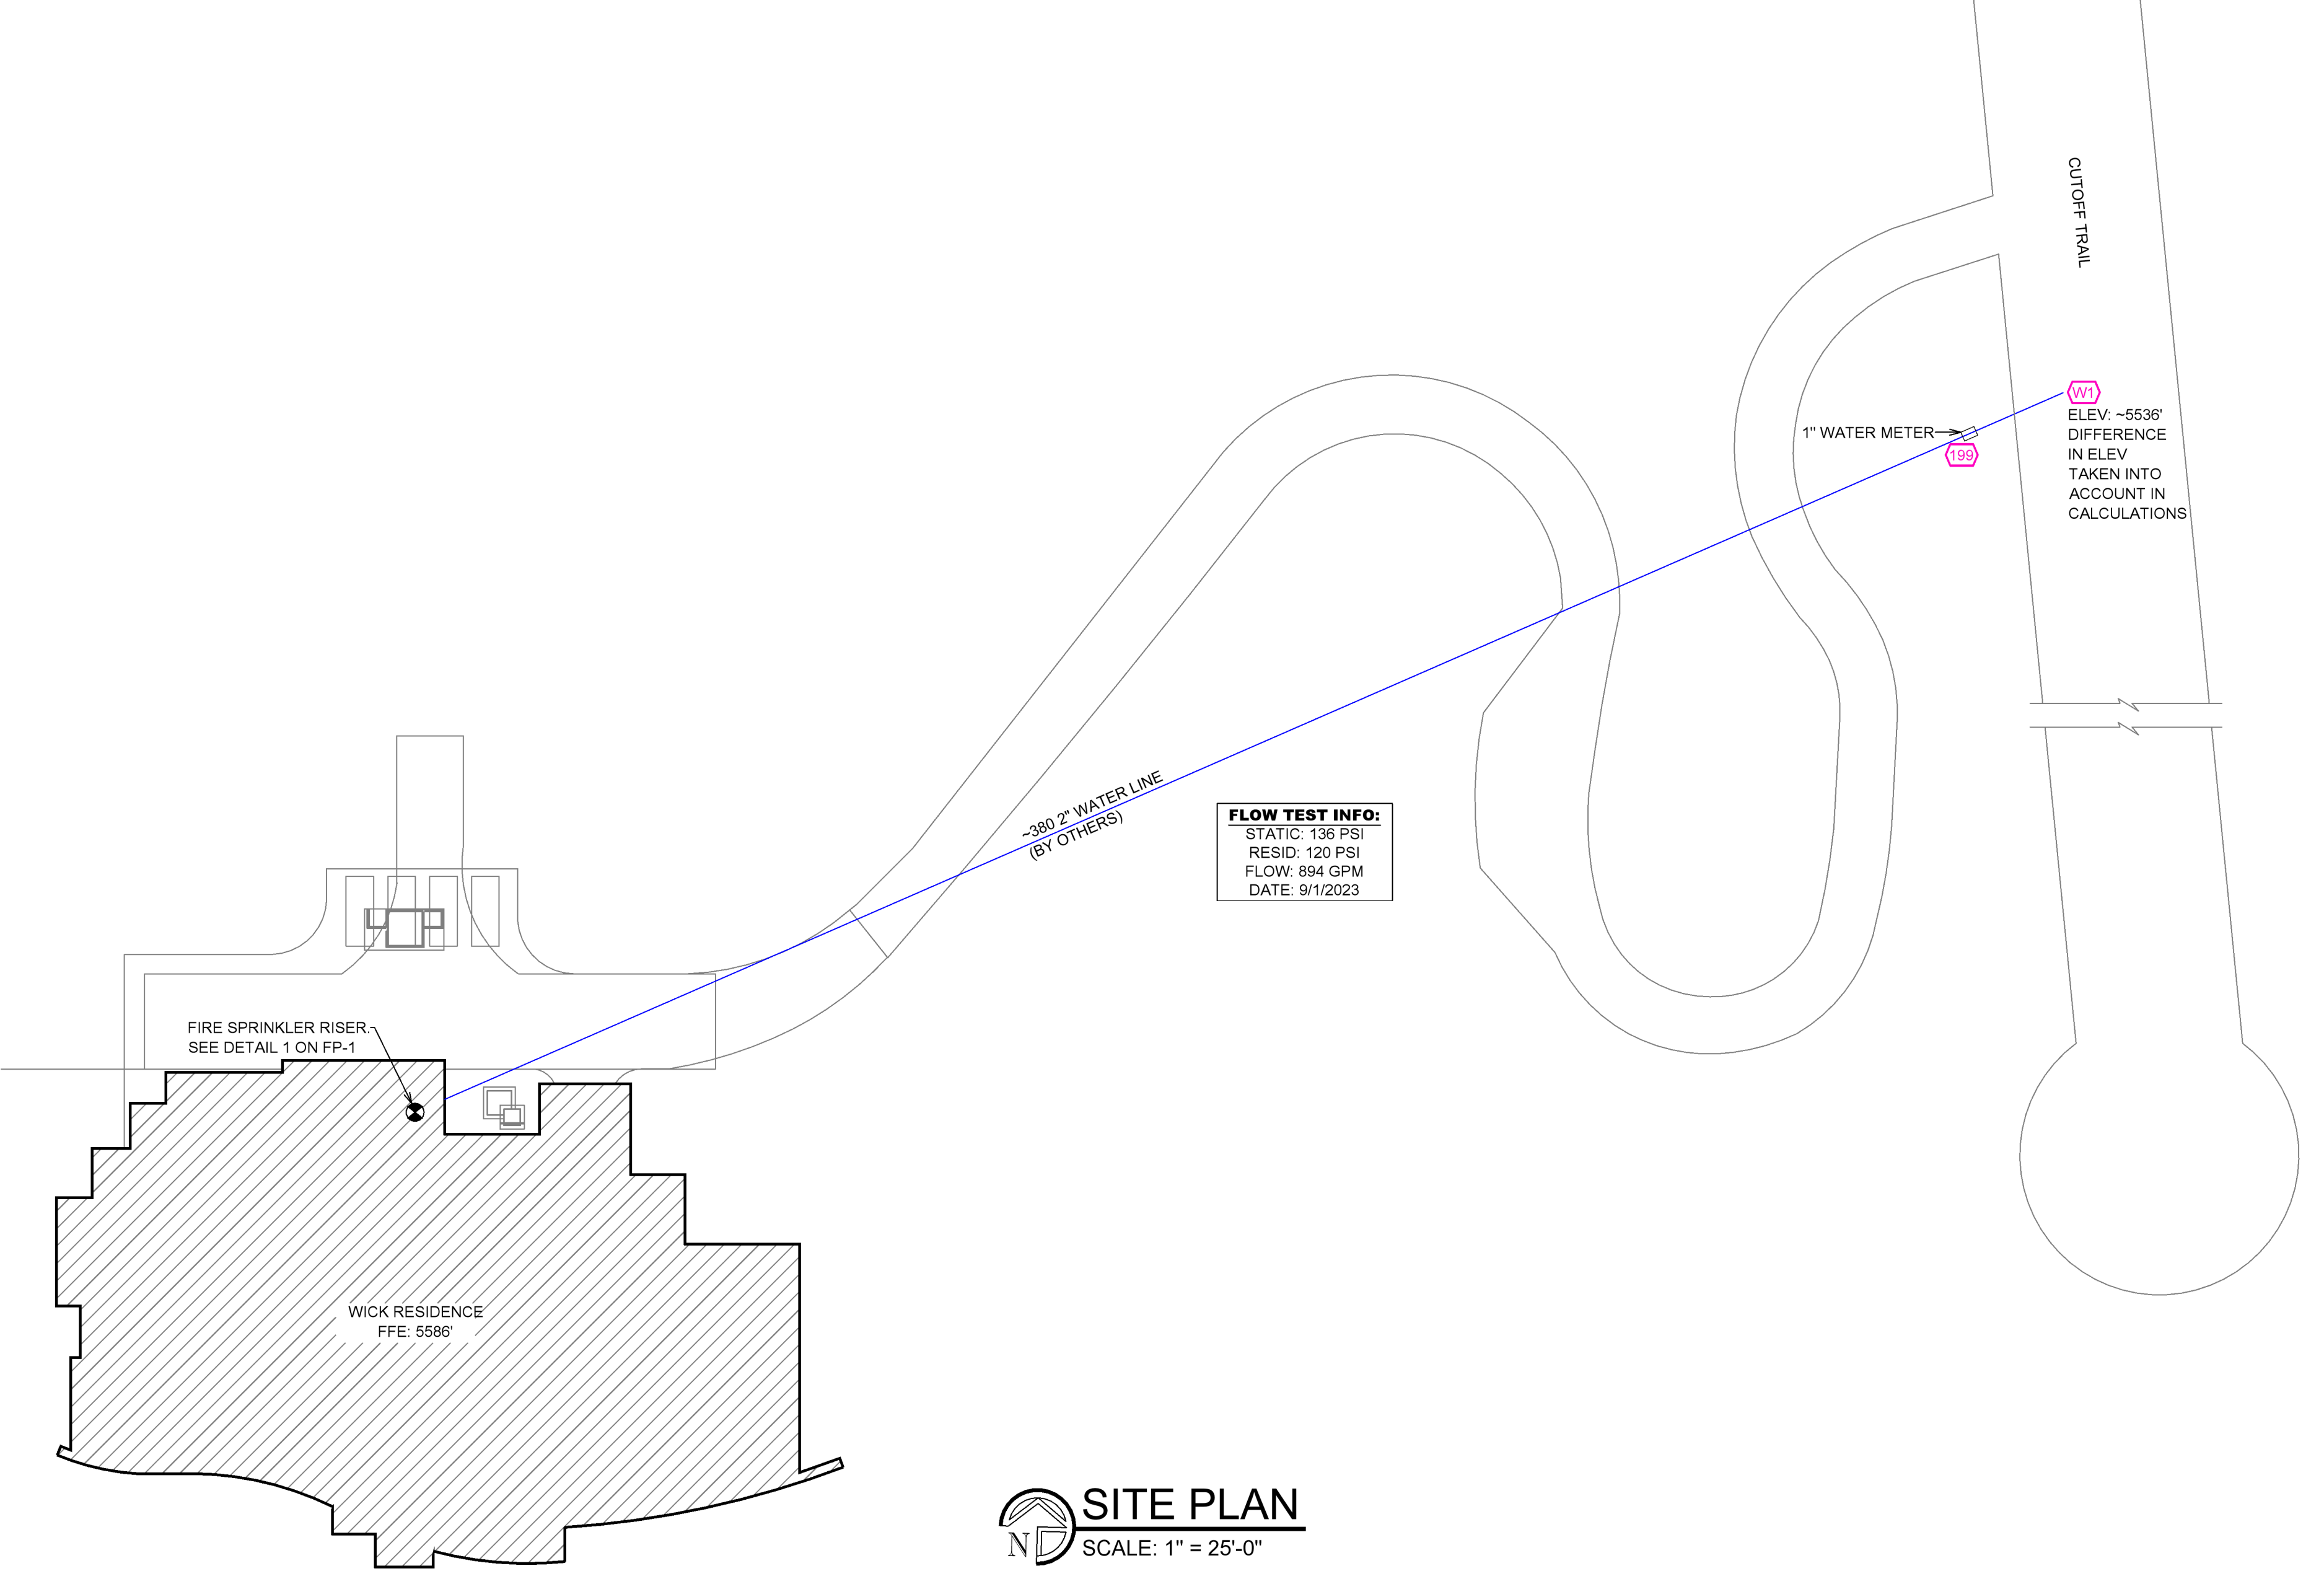 CUTOFF TRAIL
W1
ELEV: ~5536'
DIFFERENCE
IN ELEV
TAKEN INTO
ACCOUNT IN
CALCULATIONS
1" WATER METER
199
~380 2" WATER LINE
(BY OTHERS)
FLOW TEST INFO:
STATIC: 136 PSI
RESID: 120 PSI
FLOW: 894 GPM
DATE: 9/1/2023
FIRE SPRINKLER RISER.
SEE DETAIL 1 ON FP-1
WICK RESIDENCE
FFE: 5586'
N
SITE PLAN
SCALE: 1" = 25'-0"